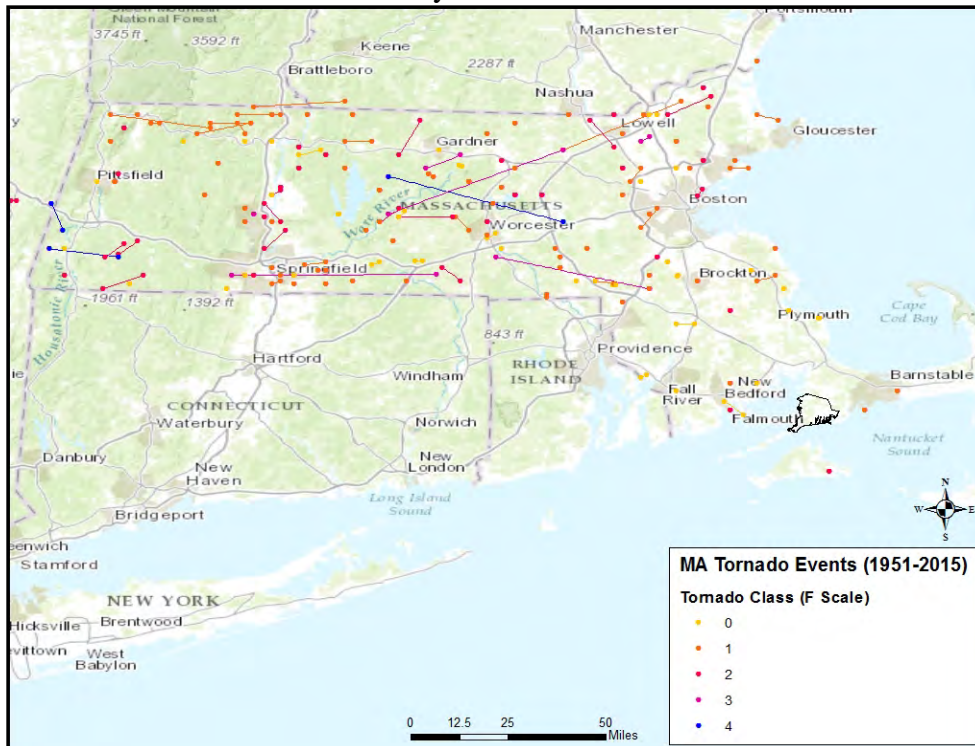 National Forest
Portsmouth
3745 ft
3592 ft
Keene
Manchester
Brattleboro
2287 ft
Nashua
Lowell
Gloucester
Gardner
Pittsfield
Ware River
MASSACHUSETTS
Boston
Worcester
Housatonic River
Springfield
Brockton
1961 ft
1392 ft
Plymouth
Cape
Cod Bay
843 ft
Hartford
Providence
RHODE
ISLAND
Windham
Barnstable
Fall
River
New
Bedford
CONNECTICUT
Waterbury
Norwich
Falmouth
Nantucket
Sound
Danbury
New
Haven
New
London
Long Island
Sound
Bridgeport
N
W
E
S
eenwich
Stamford
MA Tornado Events (1951-2015)
Tornado Class (F Scale)
NEW YORK
Hicksville
Brentwood
0
1
vittown
West
Babylon
2
3
4
0
12.5
25
50
Miles